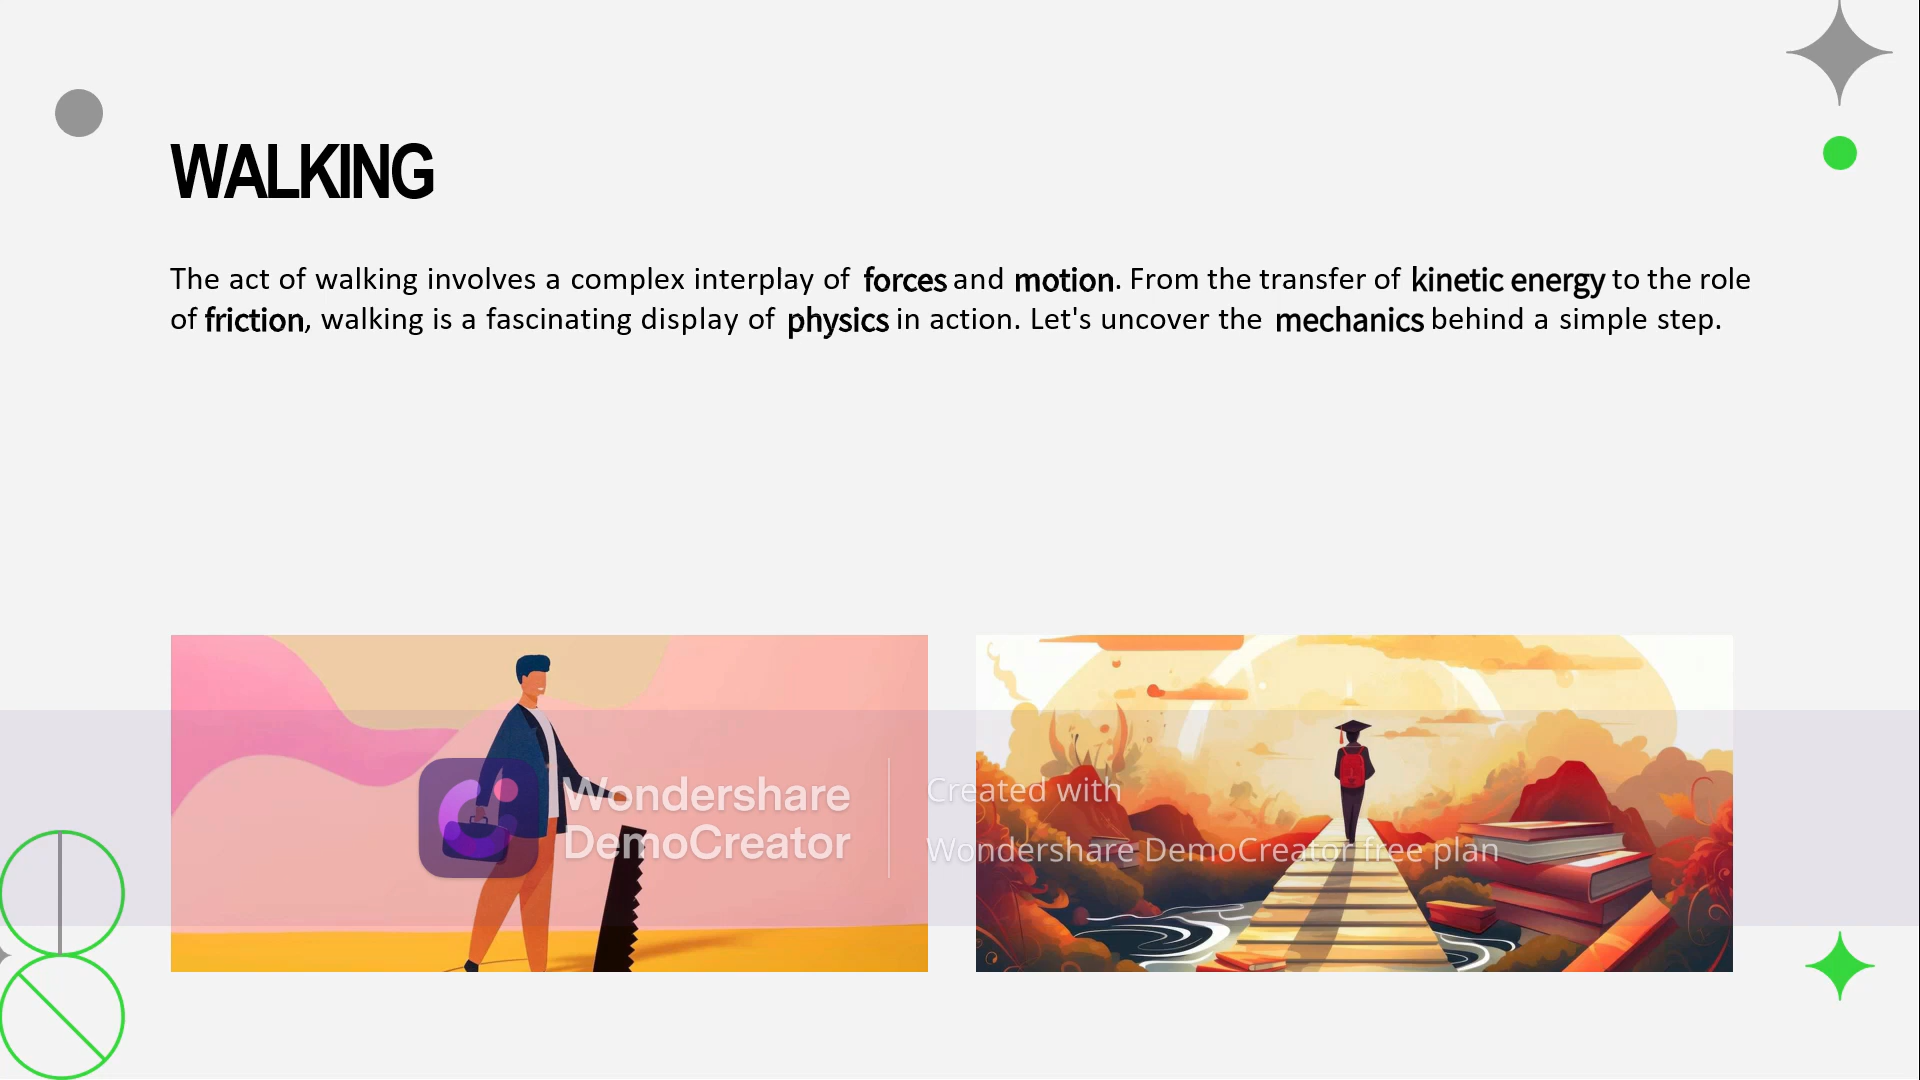 WALKING
The act of walking involves a complex interplay of forces and motion. From the transfer of kinetic energy to the role
of friction, walking is a fascinating display of physics in action. Let's uncover the mechanics behind a simple step.
Wondershare
DemoCreator
Created with
Wondershare DemoCreator free plan